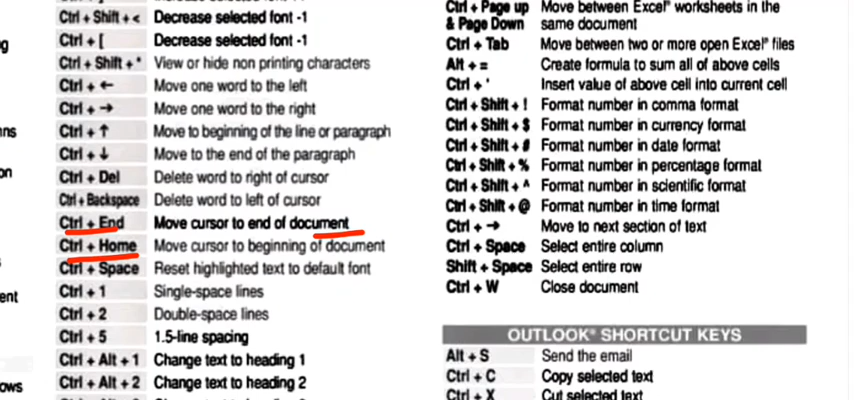 Ctrl + Shift + < Decrease selected font -1
Ctrl + [ Decrease selected font -1
Ctrl + Shift + * View or hide non printing characters
Ctrl + ← Move one word to the left
Ctrl + → Move one word to the right
Ctrl + ↑ Move to beginning of the line or paragraph
Ctrl + ↓ Move to the end of the paragraph
Ctrl + Del Delete word to right of cursor
Ctrl + Backspace Delete word to left of cursor
Ctrl + End Move cursor to end of document
Ctrl + Home Move cursor to beginning of document
Ctrl + Space Reset highlighted text to default font
Ctrl + 1 Single-space lines
Ctrl + 2 Double-space lines
Ctrl + 5 1.5-line spacing
Ctrl + Alt + 1 Change text to heading 1
Ctrl + Alt + 2 Change text to heading 2
Ctrl + Page up Move between Excel® worksheets in the
& Page Down same document
Ctrl + Tab Move between two or more open Excel® files
Alt + = Create formula to sum all of above cells
Ctrl + ' Insert value of above cell into current cell
Ctrl + Shift + ! Format number in comma format
Ctrl + Shift + $ Format number in currency format
Ctrl + Shift + # Format number in date format
Ctrl + Shift + % Format number in percentage format
Ctrl + Shift + ^ Format number in scientific format
Ctrl + Shift + @ Format number in time format
Ctrl + → Move to next section of text
Ctrl + Space Select entire column
Shift + Space Select entire row
Ctrl + W Close document
OUTLOOK® SHORTCUT KEYS
Alt + S Send the email
Ctrl + C Copy selected text
Ctrl + X Cut selected text